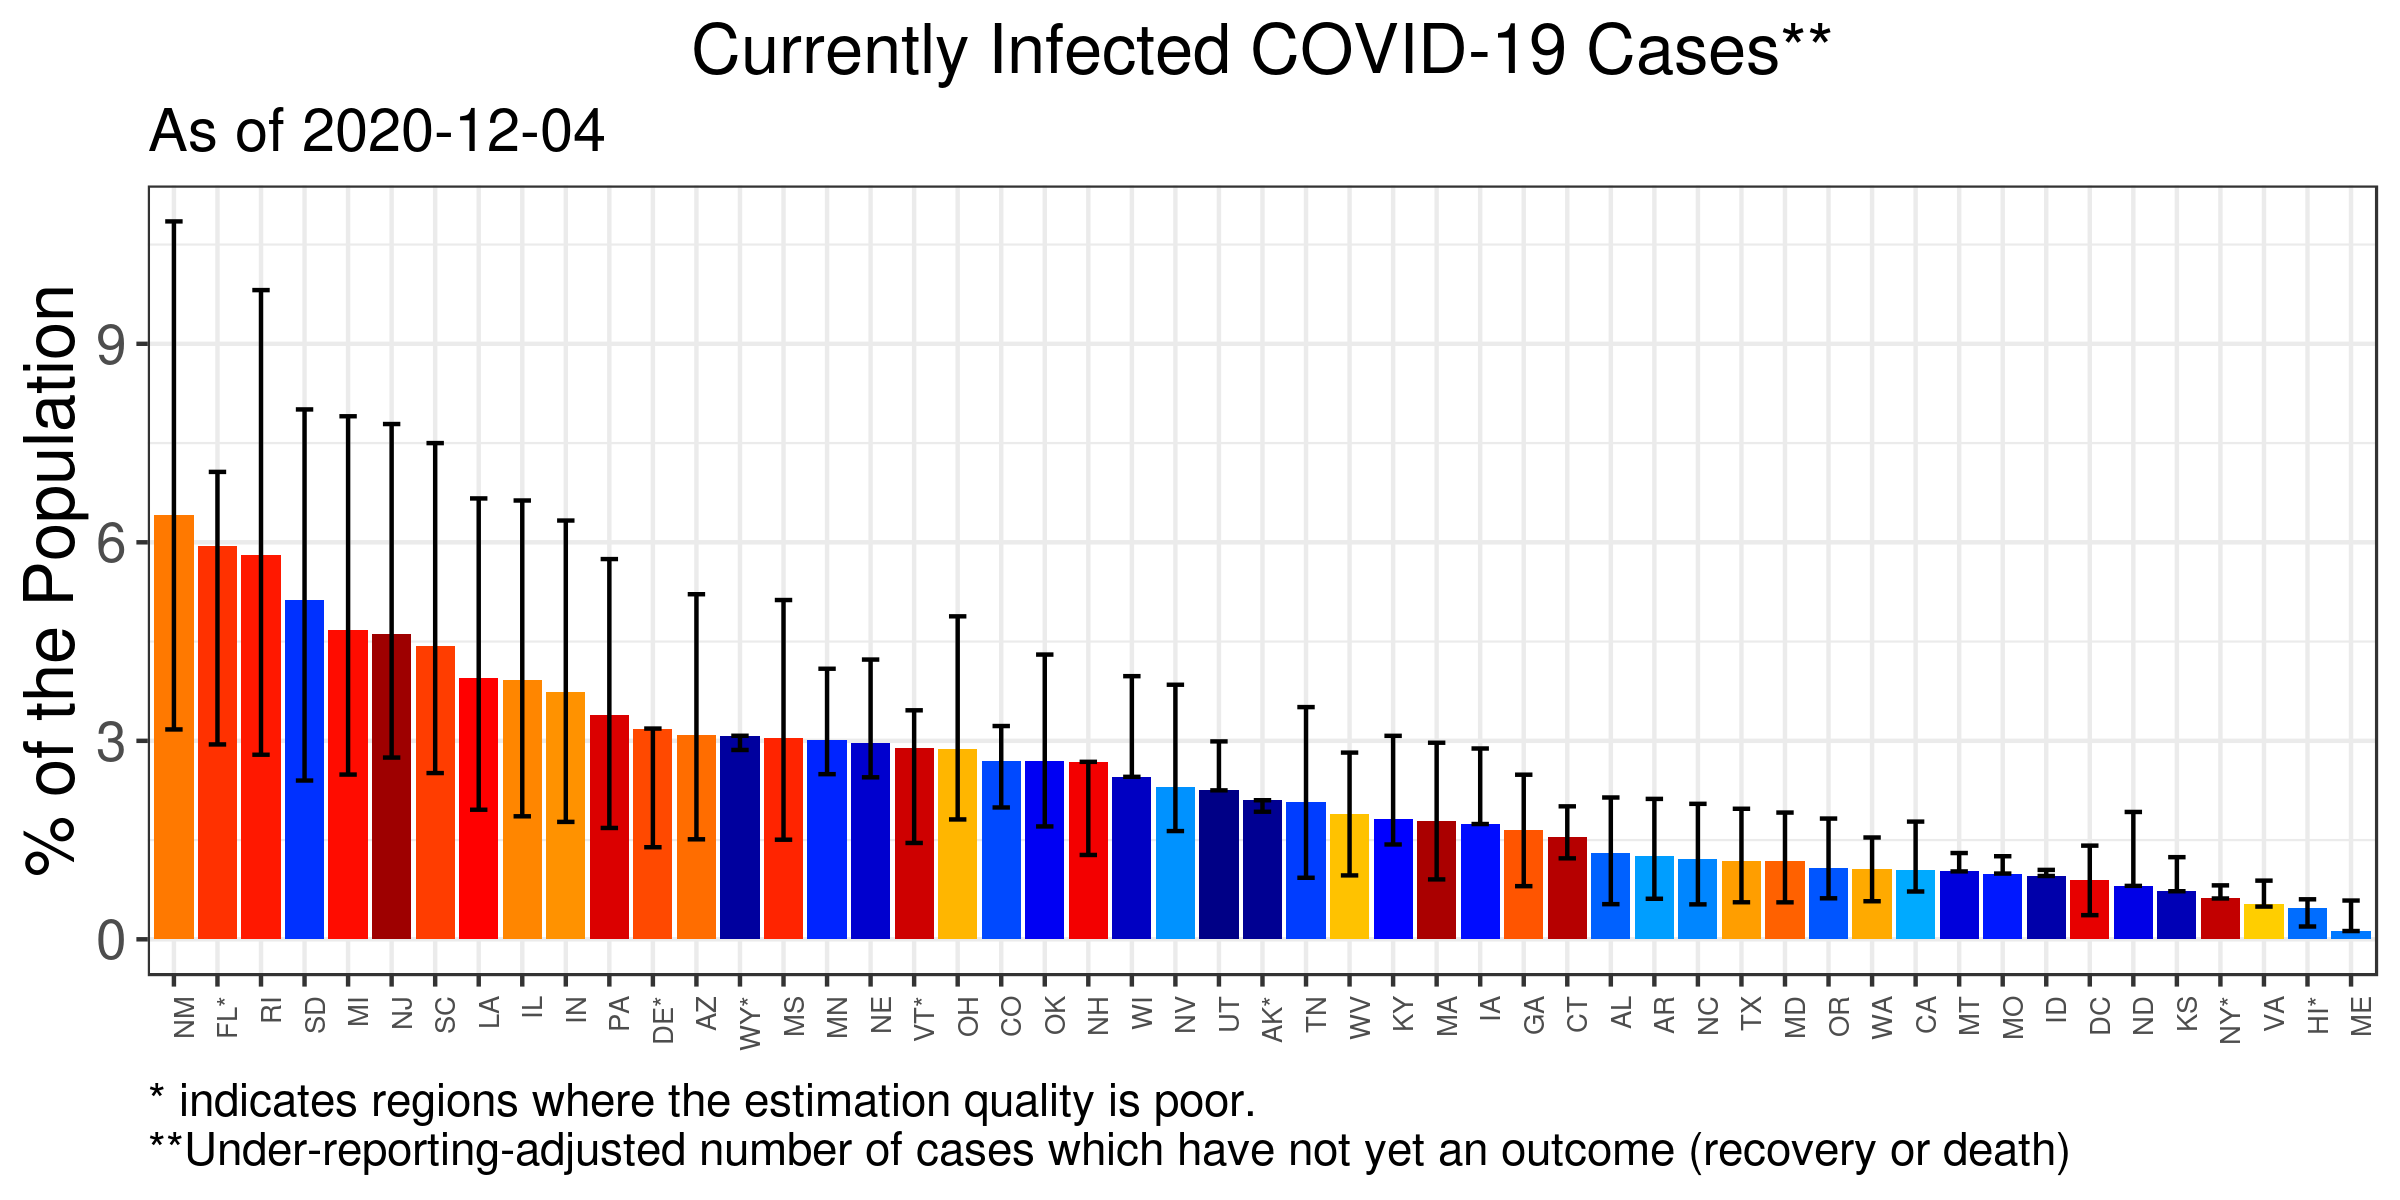 Currently Infected COVID-19 Cases**
As of 2020-12-04
% of the Population
9
6
3
0
NM FL* RI SD MI NJ SC LA IL IN PA DE* AZ WY* MS MN NE VT* OH CO OK NH WI NV UT AK* TN WV KY MA IA GA CT AL AR NC TX MD OR WA CA MT MO ID DC ND KS NY* VA HI* ME
* indicates regions where the estimation quality is poor.
**Under-reporting-adjusted number of cases which have not yet an outcome (recovery or death)